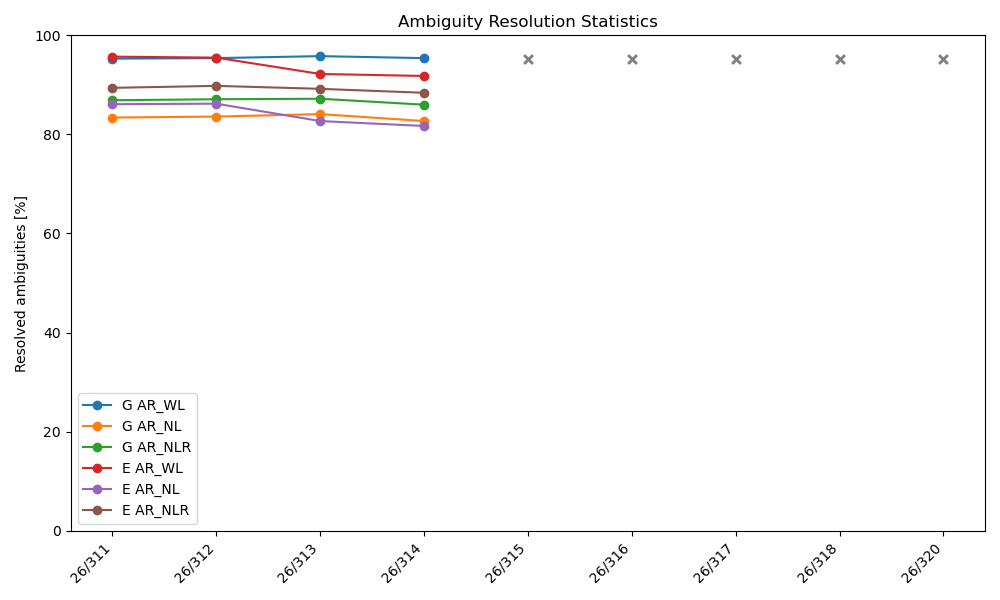 Ambiguity Resolution Statistics
Resolved ambiguities [%]
100
80
60
40
20
0
G AR_WL
G AR_NL
G AR_NLR
E AR_WL
E AR_NL
E AR_NLR
26/311
26/312
26/313
26/314
26/315
26/316
26/317
26/318
26/320